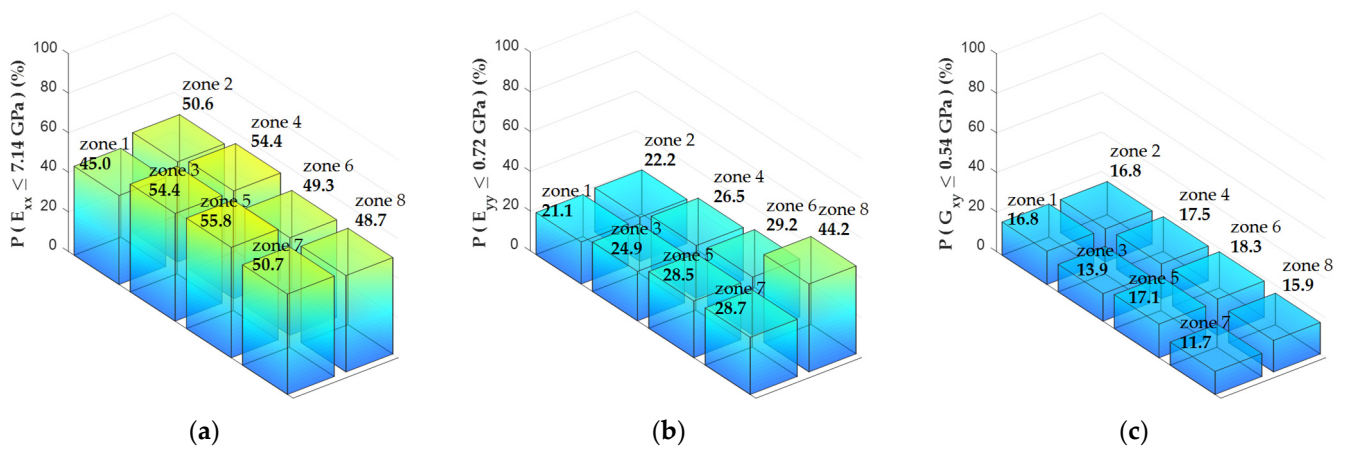 P ( E xx ≤ 7.14 GPa ) (%)
100
80
60
40
20
0
zone 1
45.0
zone 2
50.6
zone 3
54.4
zone 4
54.4
zone 5
55.8
zone 6
49.3
zone 7
50.7
zone 8
48.7
(a)
P ( E yy ≤ 0.72 GPa ) (%)
100
80
60
40
20
0
zone 1
21.1
zone 2
22.2
zone 3
24.9
zone 4
26.5
zone 5
28.5
zone 6
29.2
zone 7
28.7
zone 8
44.2
(b)
P ( G xy ≤ 0.54 GPa ) (%)
100
80
60
40
20
0
zone 1
16.8
zone 2
16.8
zone 3
13.9
zone 4
17.5
zone 5
17.1
zone 6
18.3
zone 7
11.7
zone 8
15.9
(c)